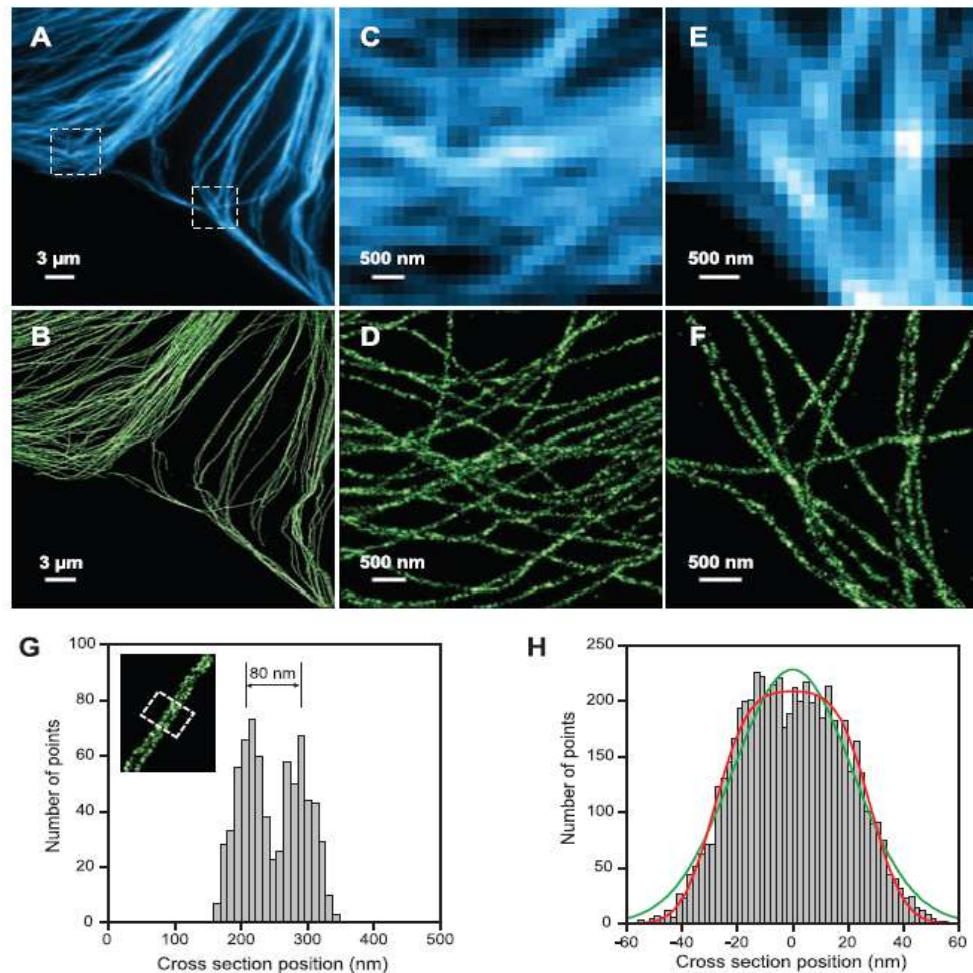 A
C
E
3 μm
500 nm
500 nm
B
D
F
3 μm
500 nm
500 nm
G
H
100
80
60
40
20
0
Number of points
80 nm
0 100 200 300 400 500
Cross section position (nm)
250
200
150
100
50
0
Number of points
-60 -40 -20 0 20 40 60
Cross section position (nm)